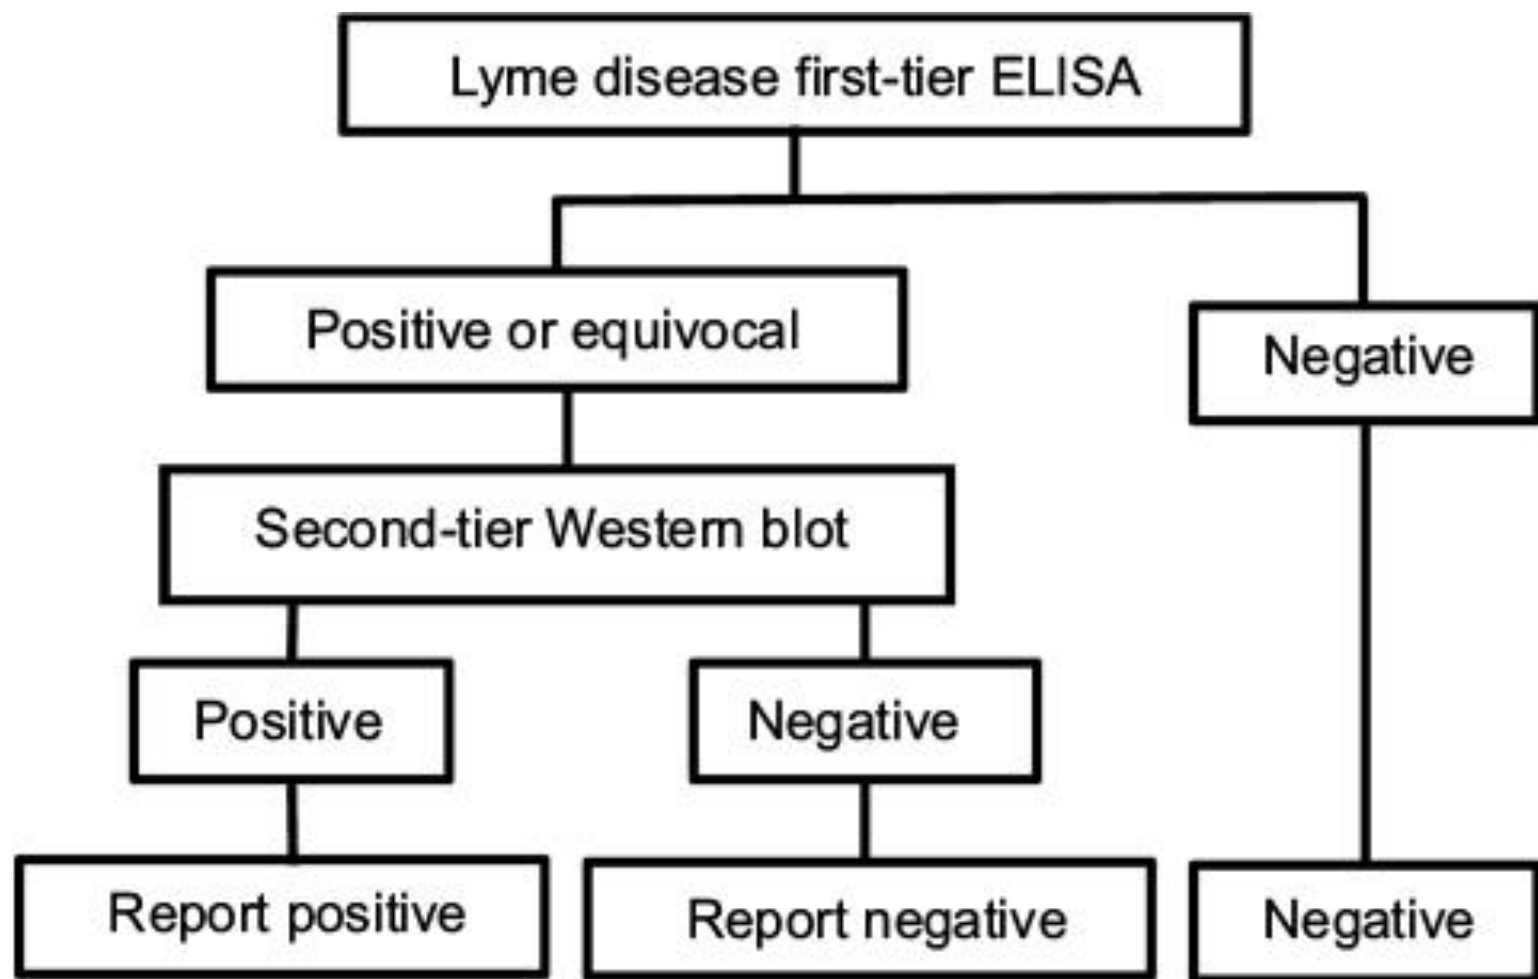 Lyme disease first-tier ELISA
Positive or equivocal
Negative
Second-tier Western blot
Positive
Negative
Report positive
Report negative
Negative